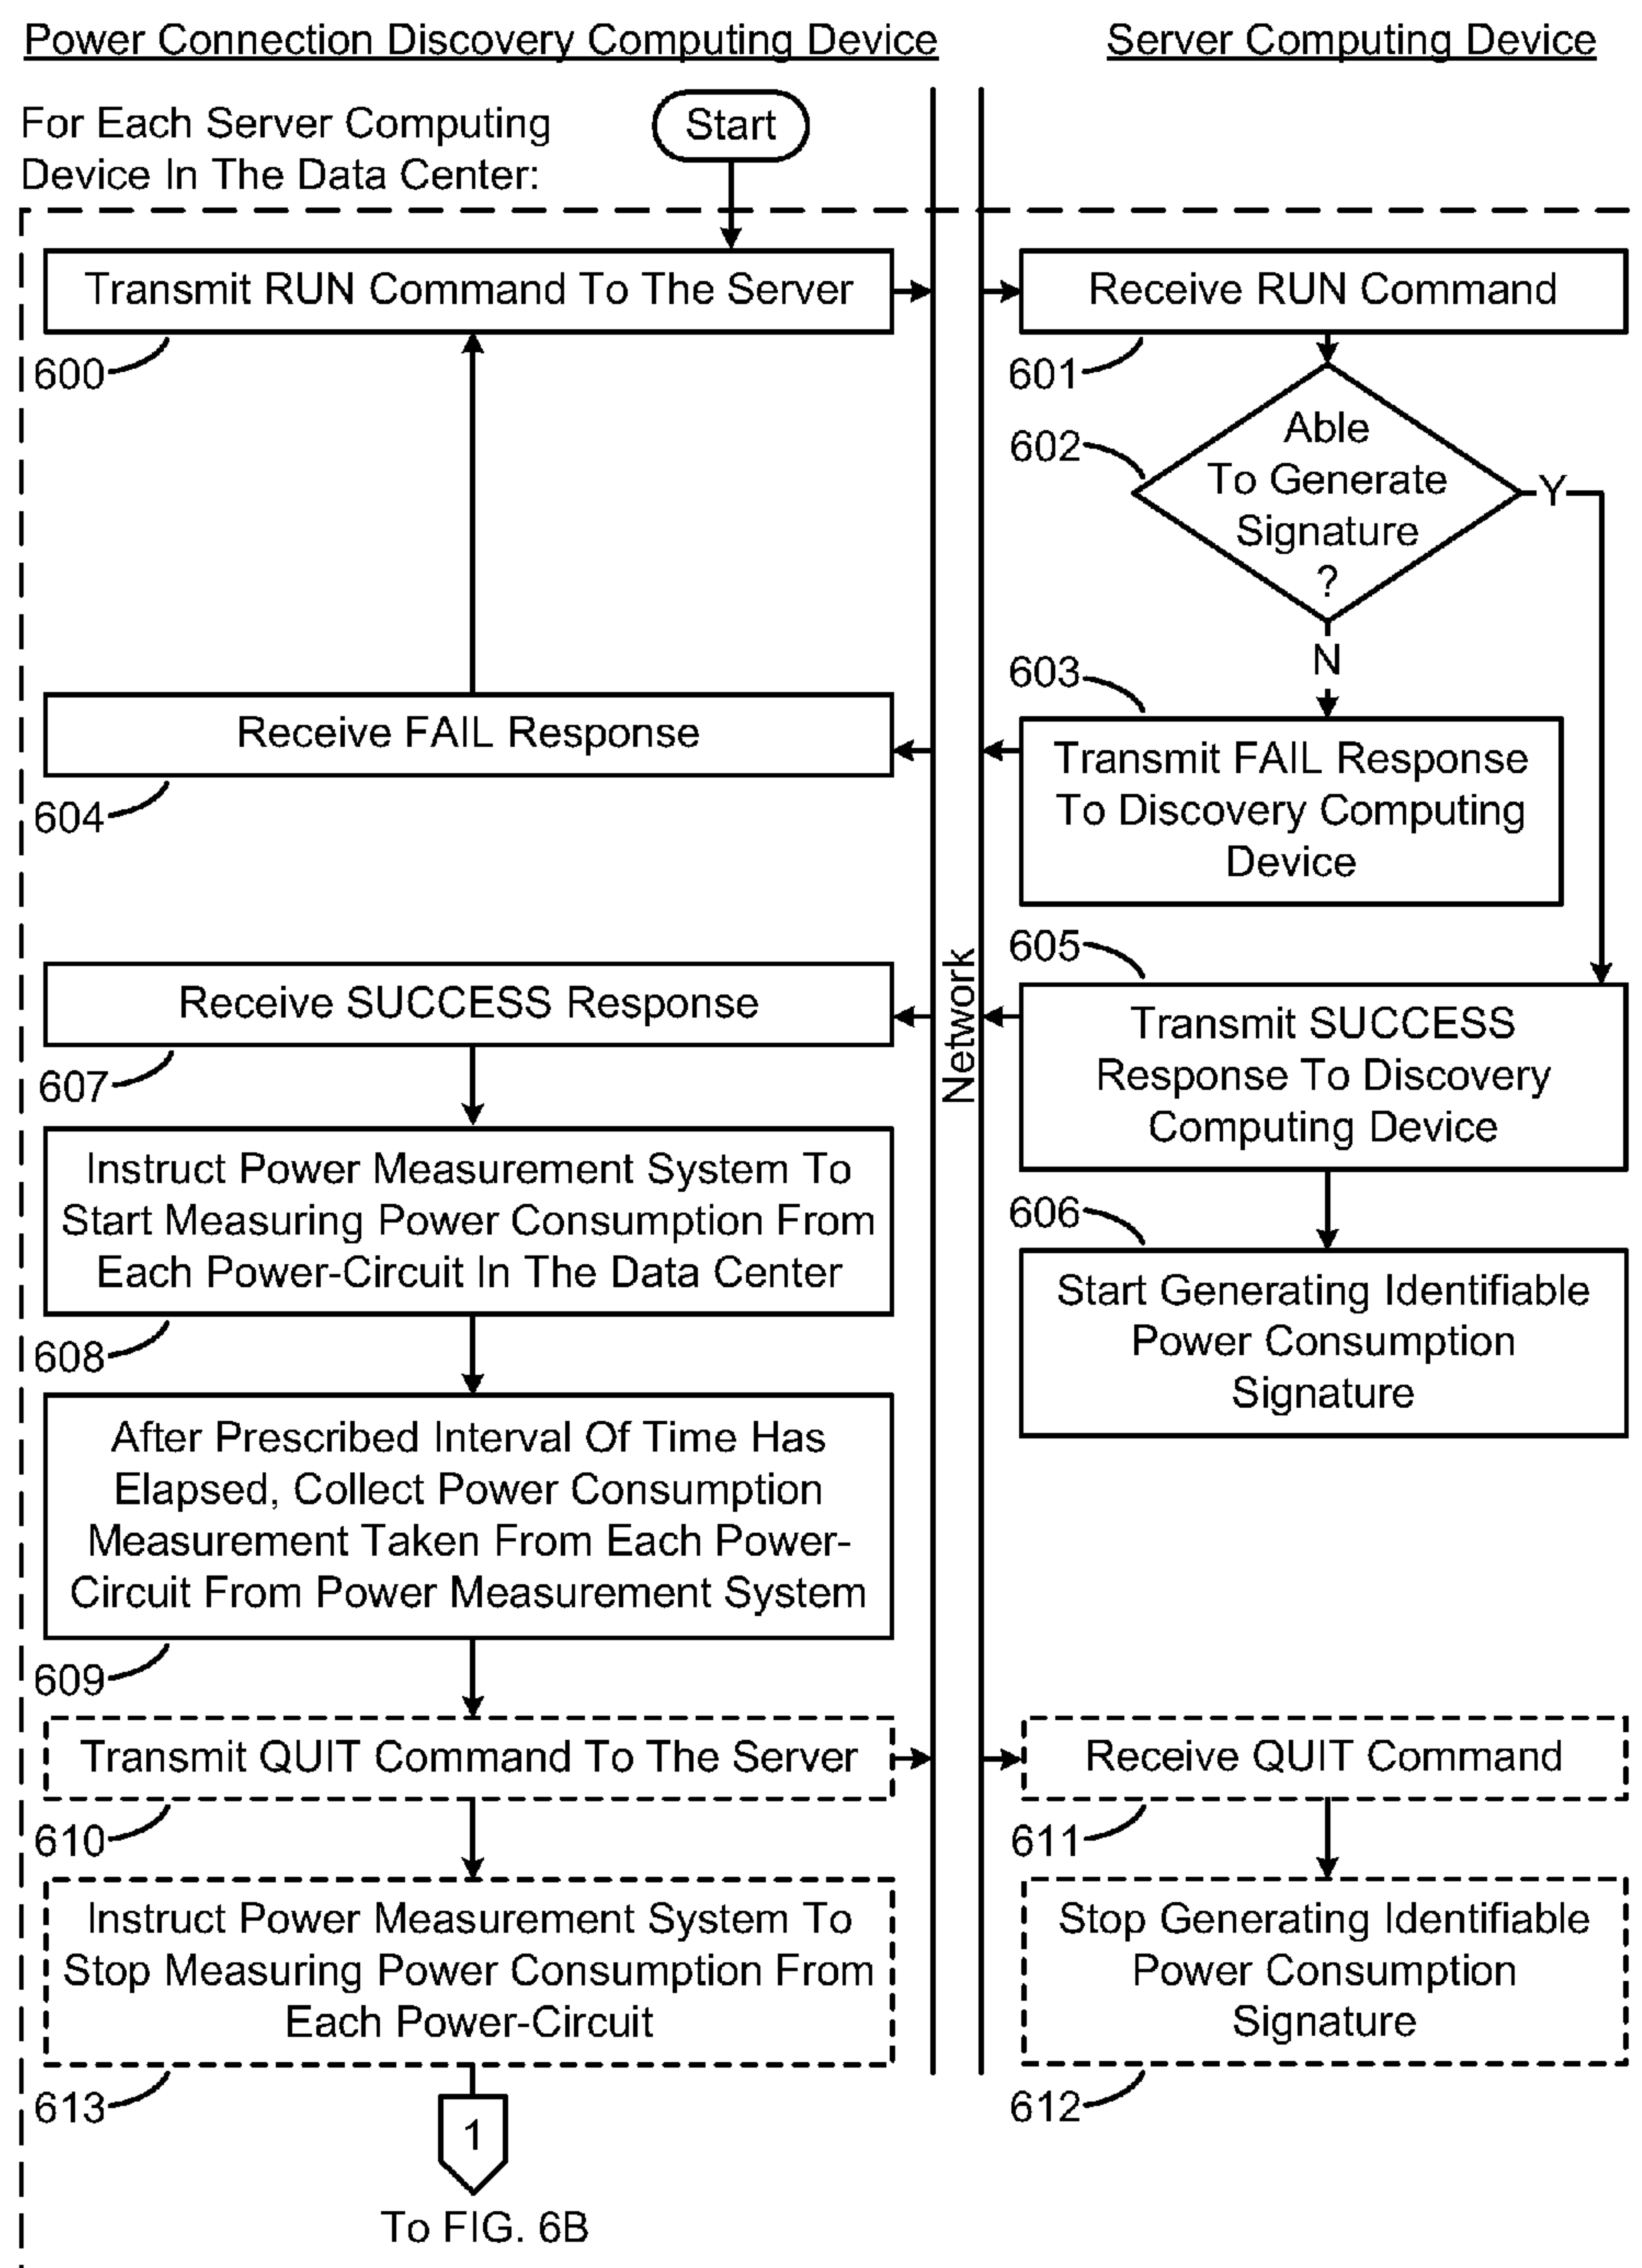 Power Connection Discovery Computing Device
Server Computing Device
For Each Server Computing
Device In The Data Center:
Start
Transmit RUN Command To The Server
600
Receive RUN Command
601
Able
To Generate
Signature
?
602
Y
N
603
Transmit FAIL Response
To Discovery Computing
Device
Receive FAIL Response
604
605
Transmit SUCCESS
Response To Discovery
Computing Device
Network
Receive SUCCESS Response
607
606
Start Generating Identifiable
Power Consumption
Signature
Instruct Power Measurement System To
Start Measuring Power Consumption From
Each Power-Circuit In The Data Center
608
After Prescribed Interval Of Time Has
Elapsed, Collect Power Consumption
Measurement Taken From Each Power-
Circuit From Power Measurement System
609
Transmit QUIT Command To The Server
610
Receive QUIT Command
611
Instruct Power Measurement System To
Stop Measuring Power Consumption From
Each Power-Circuit
613
Stop Generating Identifiable
Power Consumption
Signature
612
1
To FIG. 6B